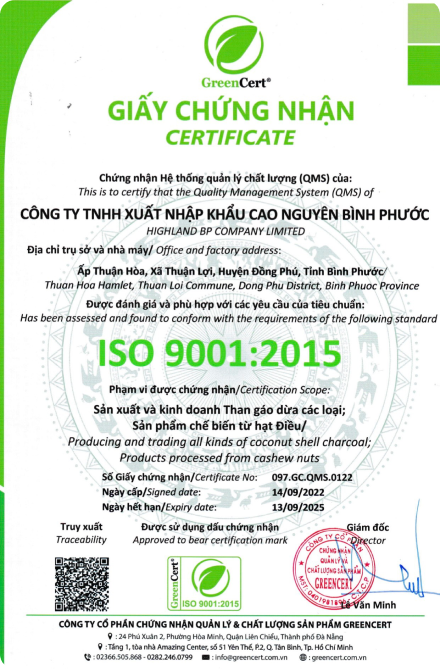 GreenCert®
GIẤY CHỨNG NHẬN
CERTIFICATE
Chứng nhận Hệ thống quản lý chất lượng (QMS) của:
This is to certify that the Quality Management System (QMS) of
CÔNG TY TNHH XUẤT NHẬP KHẨU CAO NGUYÊN BÌNH PHƯỚC
HIGHLAND BP COMPANY LIMITED
Địa chỉ trụ sở và nhà máy/ Office and factory address:
Ấp Thuận Hòa, Xã Thuận Lợi, Huyện Đồng Phú, Tỉnh Bình Phước/
Thuan Hoa Hamlet, Thuan Loi Commune, Dong Phu District, Binh Phuoc Province
Được đánh giá và phù hợp với các yêu cầu của tiêu chuẩn:
Has been assessed and found to conform with the requirements of the following standard
ISO 9001:2015
Phạm vi được chứng nhận/Certification Scope:
Sản xuất và kinh doanh Than gáo dừa các loại;
Sản phẩm chế biến từ hạt Điều/
Producing and trading all kinds of coconut shell charcoal;
Products processed from cashew nuts
Số Giấy chứng nhận/Certificate No: 097.GC.QMS.0122
Ngày cấp/Signed date: 14/09/2022
Ngày hết hạn/Expiry date: 13/09/2025
Truy xuất Được sử dụng dấu chứng nhận Giám đốc
Traceability Approved to bear certification mark Director
CÔNG TY CỔ PHẦN
CHỨNG NHẬN
QUẢN LÝ VÀ
CHẤT LƯỢNG SẢN PHẨM
GREENCERT
GreenCert®
ISO 9001:2015
Lê Văn Minh
CÔNG TY CỔ PHẦN CHỨNG NHẬN QUẢN LÝ & CHẤT LƯỢNG SẢN PHẨM GREENCERT
: 24 Phú Xuân 2, Phường Hòa Minh, Quận Liên Chiểu, Thành phố Đà Nẵng
: Tầng 1, tòa nhà Amazing Center, số 51 Yên Thế, P.2, Q. Tân Bình, Tp. Hồ Chí Minh
: 02366.505.868 - 0282.246.0799 : info@greencert.com.vn : greencert.com.vn